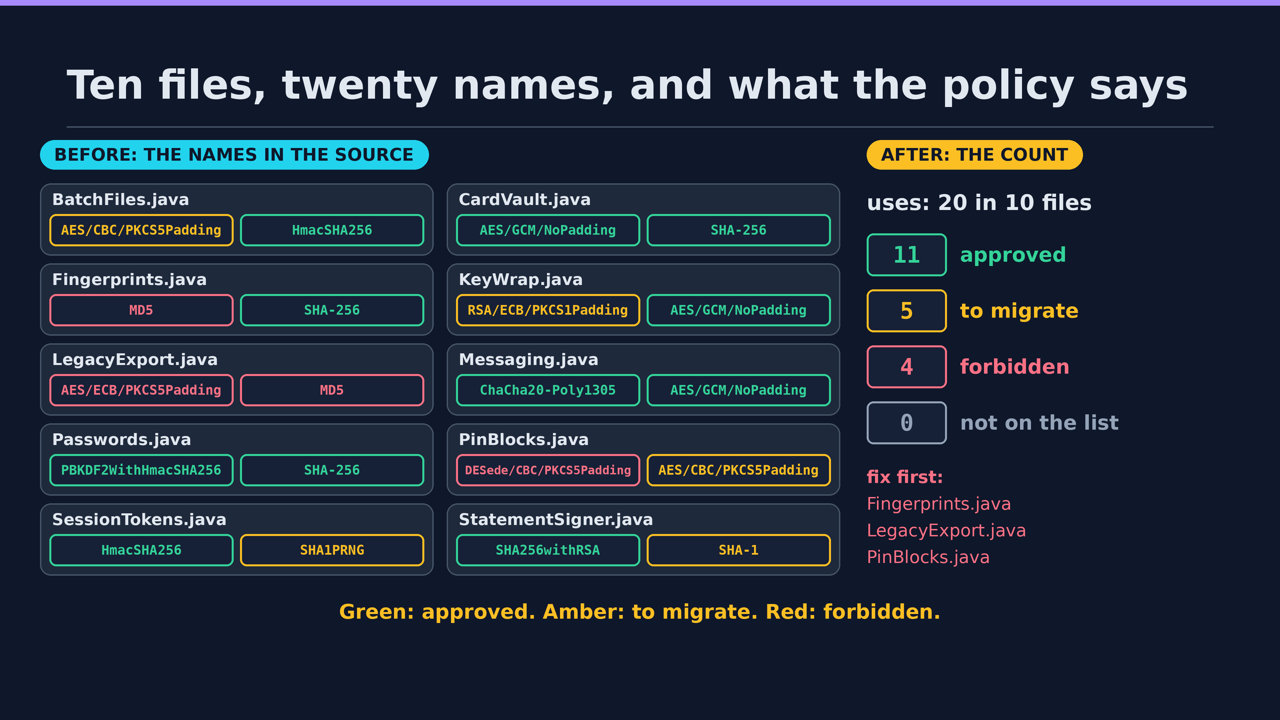 Ten files, twenty names, and what the policy says
BEFORE: THE NAMES IN THE SOURCE
BatchFiles.java
AES/CBC/PKCS5Padding
HmacSHA256
CardVault.java
AES/GCM/NoPadding
SHA-256
Fingerprints.java
MD5
SHA-256
KeyWrap.java
RSA/ECB/PKCS1Padding
AES/GCM/NoPadding
LegacyExport.java
AES/ECB/PKCS5Padding
MD5
Messaging.java
ChaCha20-Poly1305
AES/GCM/NoPadding
Passwords.java
PBKDF2WithHmacSHA256
SHA-256
PinBlocks.java
DESede/CBC/PKCS5Padding
AES/CBC/PKCS5Padding
SessionTokens.java
HmacSHA256
SHA1PRNG
StatementSigner.java
SHA256withRSA
SHA-1
AFTER: THE COUNT
uses: 20 in 10 files
11 approved
5 to migrate
4 forbidden
0 not on the list
fix first:
Fingerprints.java
LegacyExport.java
PinBlocks.java
Green: approved. Amber: to migrate. Red: forbidden.